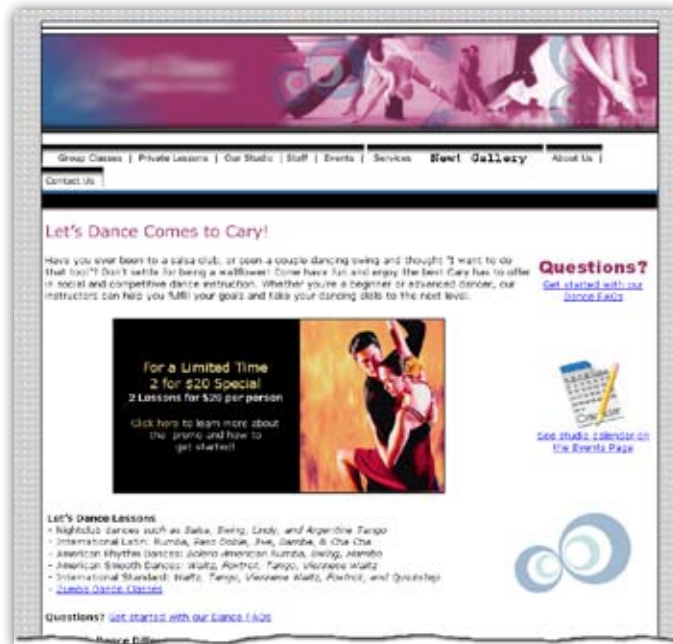 Group Classes | Private Lessons | Our Studio | Staff | Events | Services New! Gallery About Us |
Contact Us
Let's Dance Comes to Cary!
Have you ever been to a salsa club, or seen a couple dancing swing and thought "I want to do
that too!"? Don't settle for being a wallflower! Come have fun and enjoy the best Cary has to offer
in social and competitive dance instruction. Whether you're a beginner or advanced dancer, our
instructors can help you fulfill your goals and take your dancing skills to the next level.
Questions?
Get started with our
Dance FAQs
For a Limited Time
2 for $20 Special
2 Lessons for $20 per person
Click here to learn more about
the promo and how to
get started!
Calendar
See studio calendar on
the Events Page
Let's Dance Lessons
- Nightclub dances such as Salsa, Swing, Lindy, and Argentine Tango
- International Latin: Rumba, Paso Doble, Jive, Samba, & Cha Cha
- American Rhythm Dances: Bolero American Rumba, Swing, Mambo
- American Smooth Dances: Waltz, Foxtrot, Tango, Viennese Waltz
- International Standard: Waltz, Tango, Viennese Waltz, Foxtrot, and Quickstep
- Zumba Dance Classes
Questions? Get started with our Dance FAQs
Dance